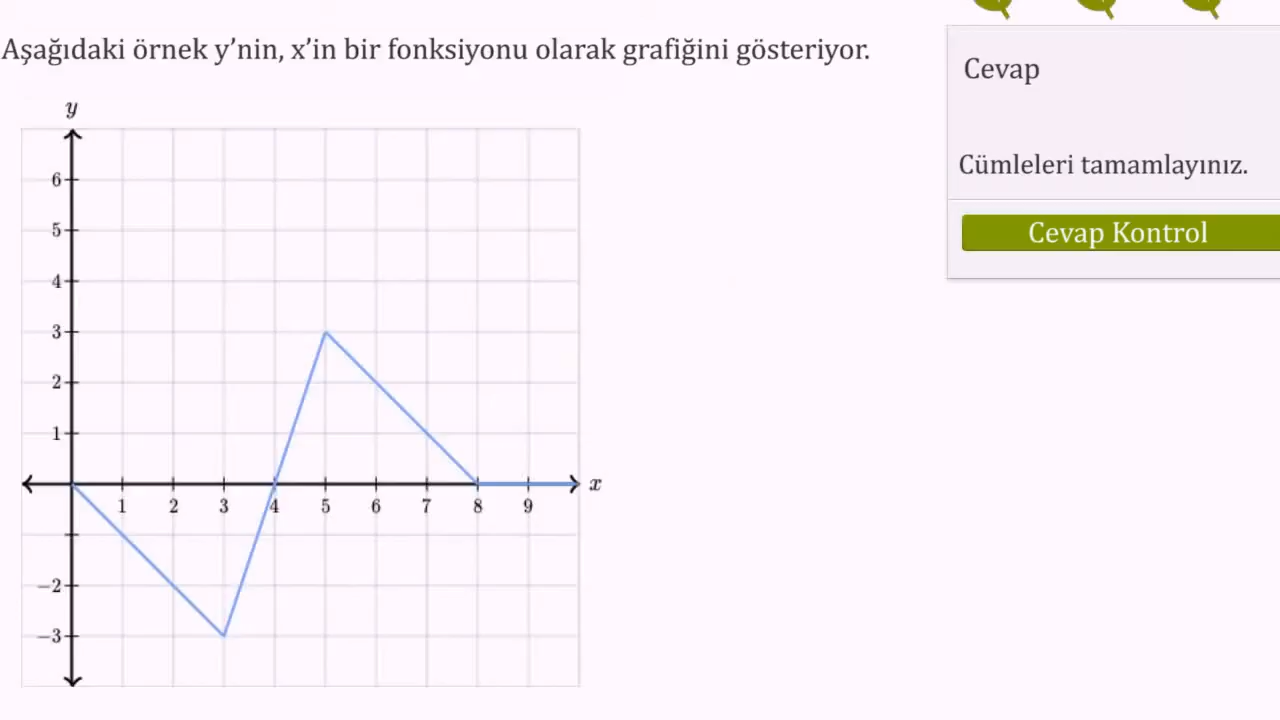 Aşağıdaki örnek y’nin, x’in bir fonksiyonu olarak grafiğini gösteriyor.
Cevap
Cümleleri tamamlayınız.
Cevap Kontrol
y
6
5
4
3
2
1
x
1 2 3 4 5 6 7 8 9
−2
−3